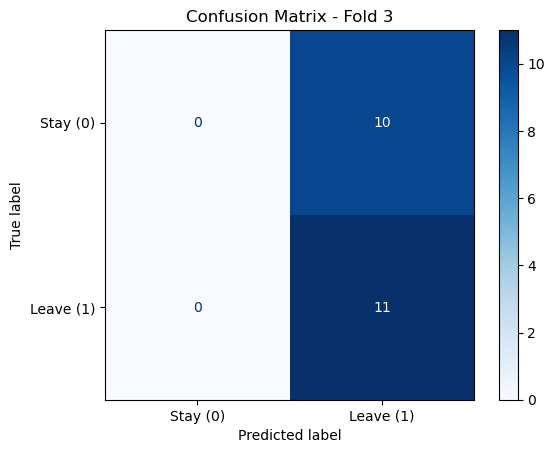 Confusion Matrix - Fold 3
Stay (0)
0
10
Leave (1)
0
11
Stay (0)
Leave (1)
Predicted label
True label
10
8
6
4
2
0